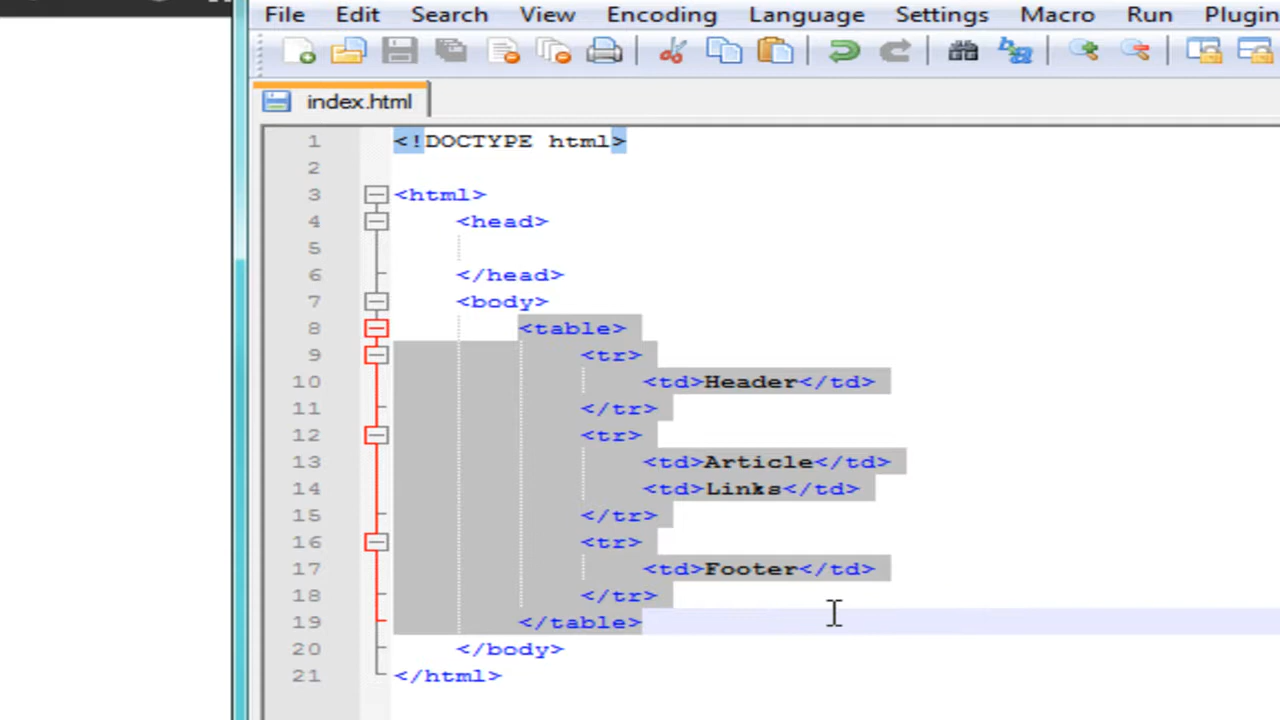 File Edit Search View Encoding Language Settings Macro Run Plugin
index.html
1 <!DOCTYPE html>
2
3 <html>
4 <head>
5
6 </head>
7 <body>
8 <table>
9 <tr>
10 <td>Header</td>
11 </tr>
12 <tr>
13 <td>Article</td>
14 <td>Links</td>
15 </tr>
16 <tr>
17 <td>Footer</td>
18 </tr>
19 </table>
20 </body>
21 </html>